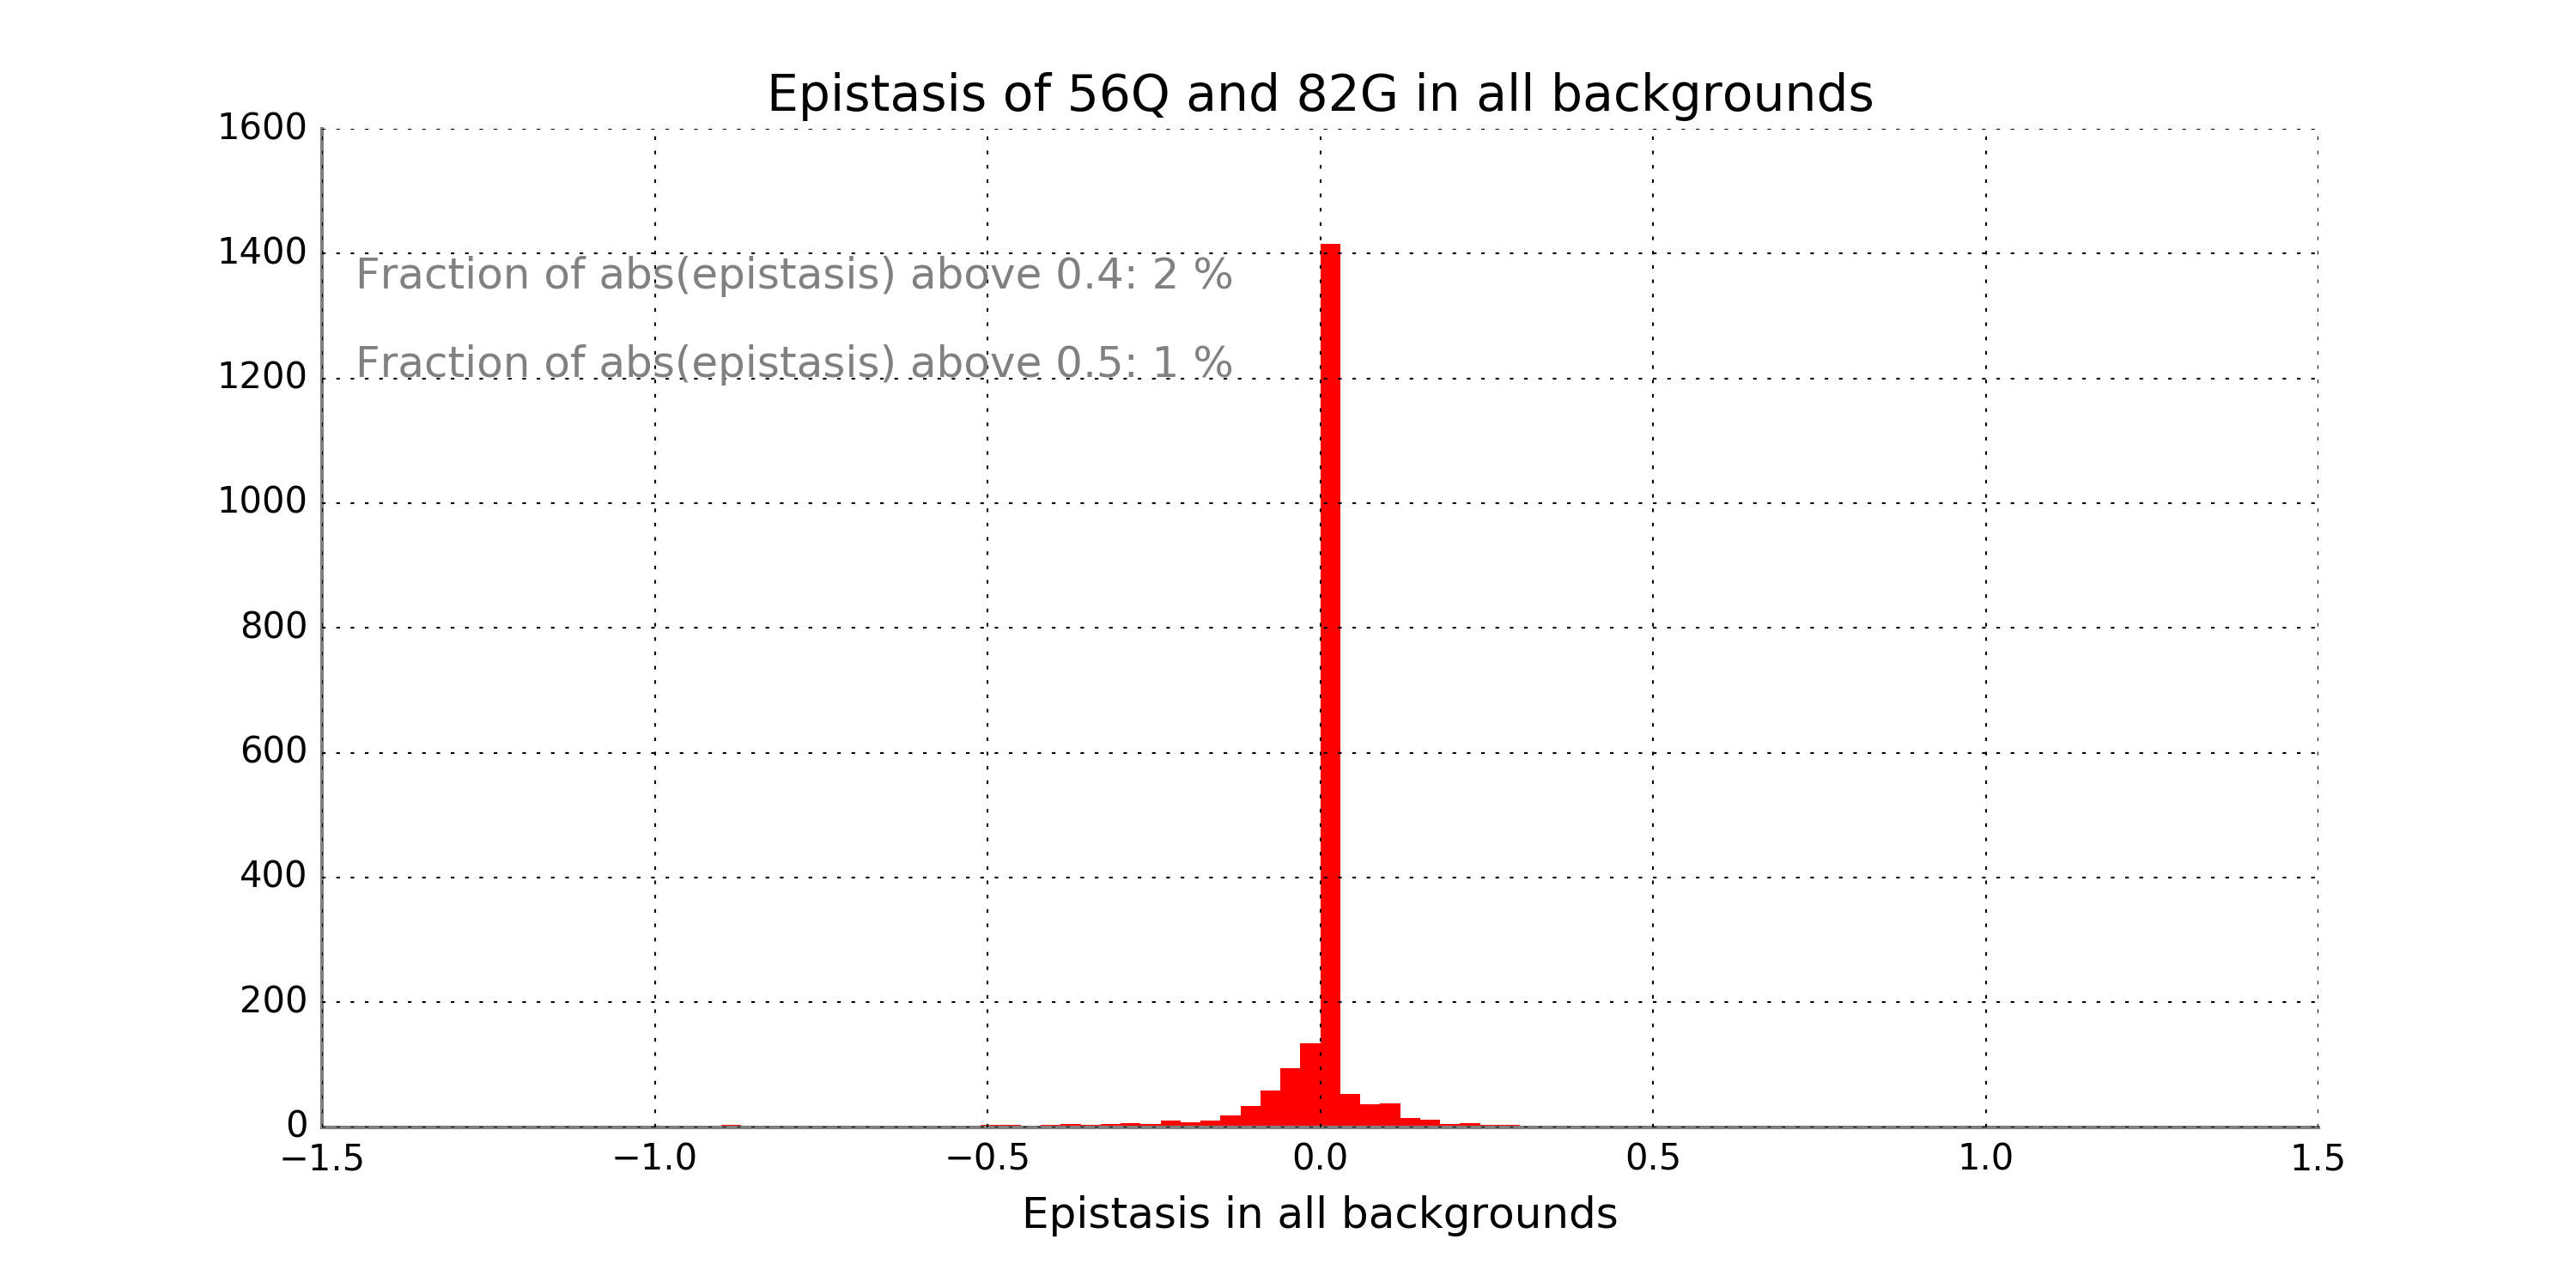 Epistasis of 56Q and 82G in all backgrounds
1600
1400
Fraction of abs(epistasis) above 0.4: 2 %
Fraction of abs(epistasis) above 0.5: 1 %
1200
1000
800
600
400
200
0
−1.5 −1.0 −0.5 0.0 0.5 1.0 1.5
Epistasis in all backgrounds